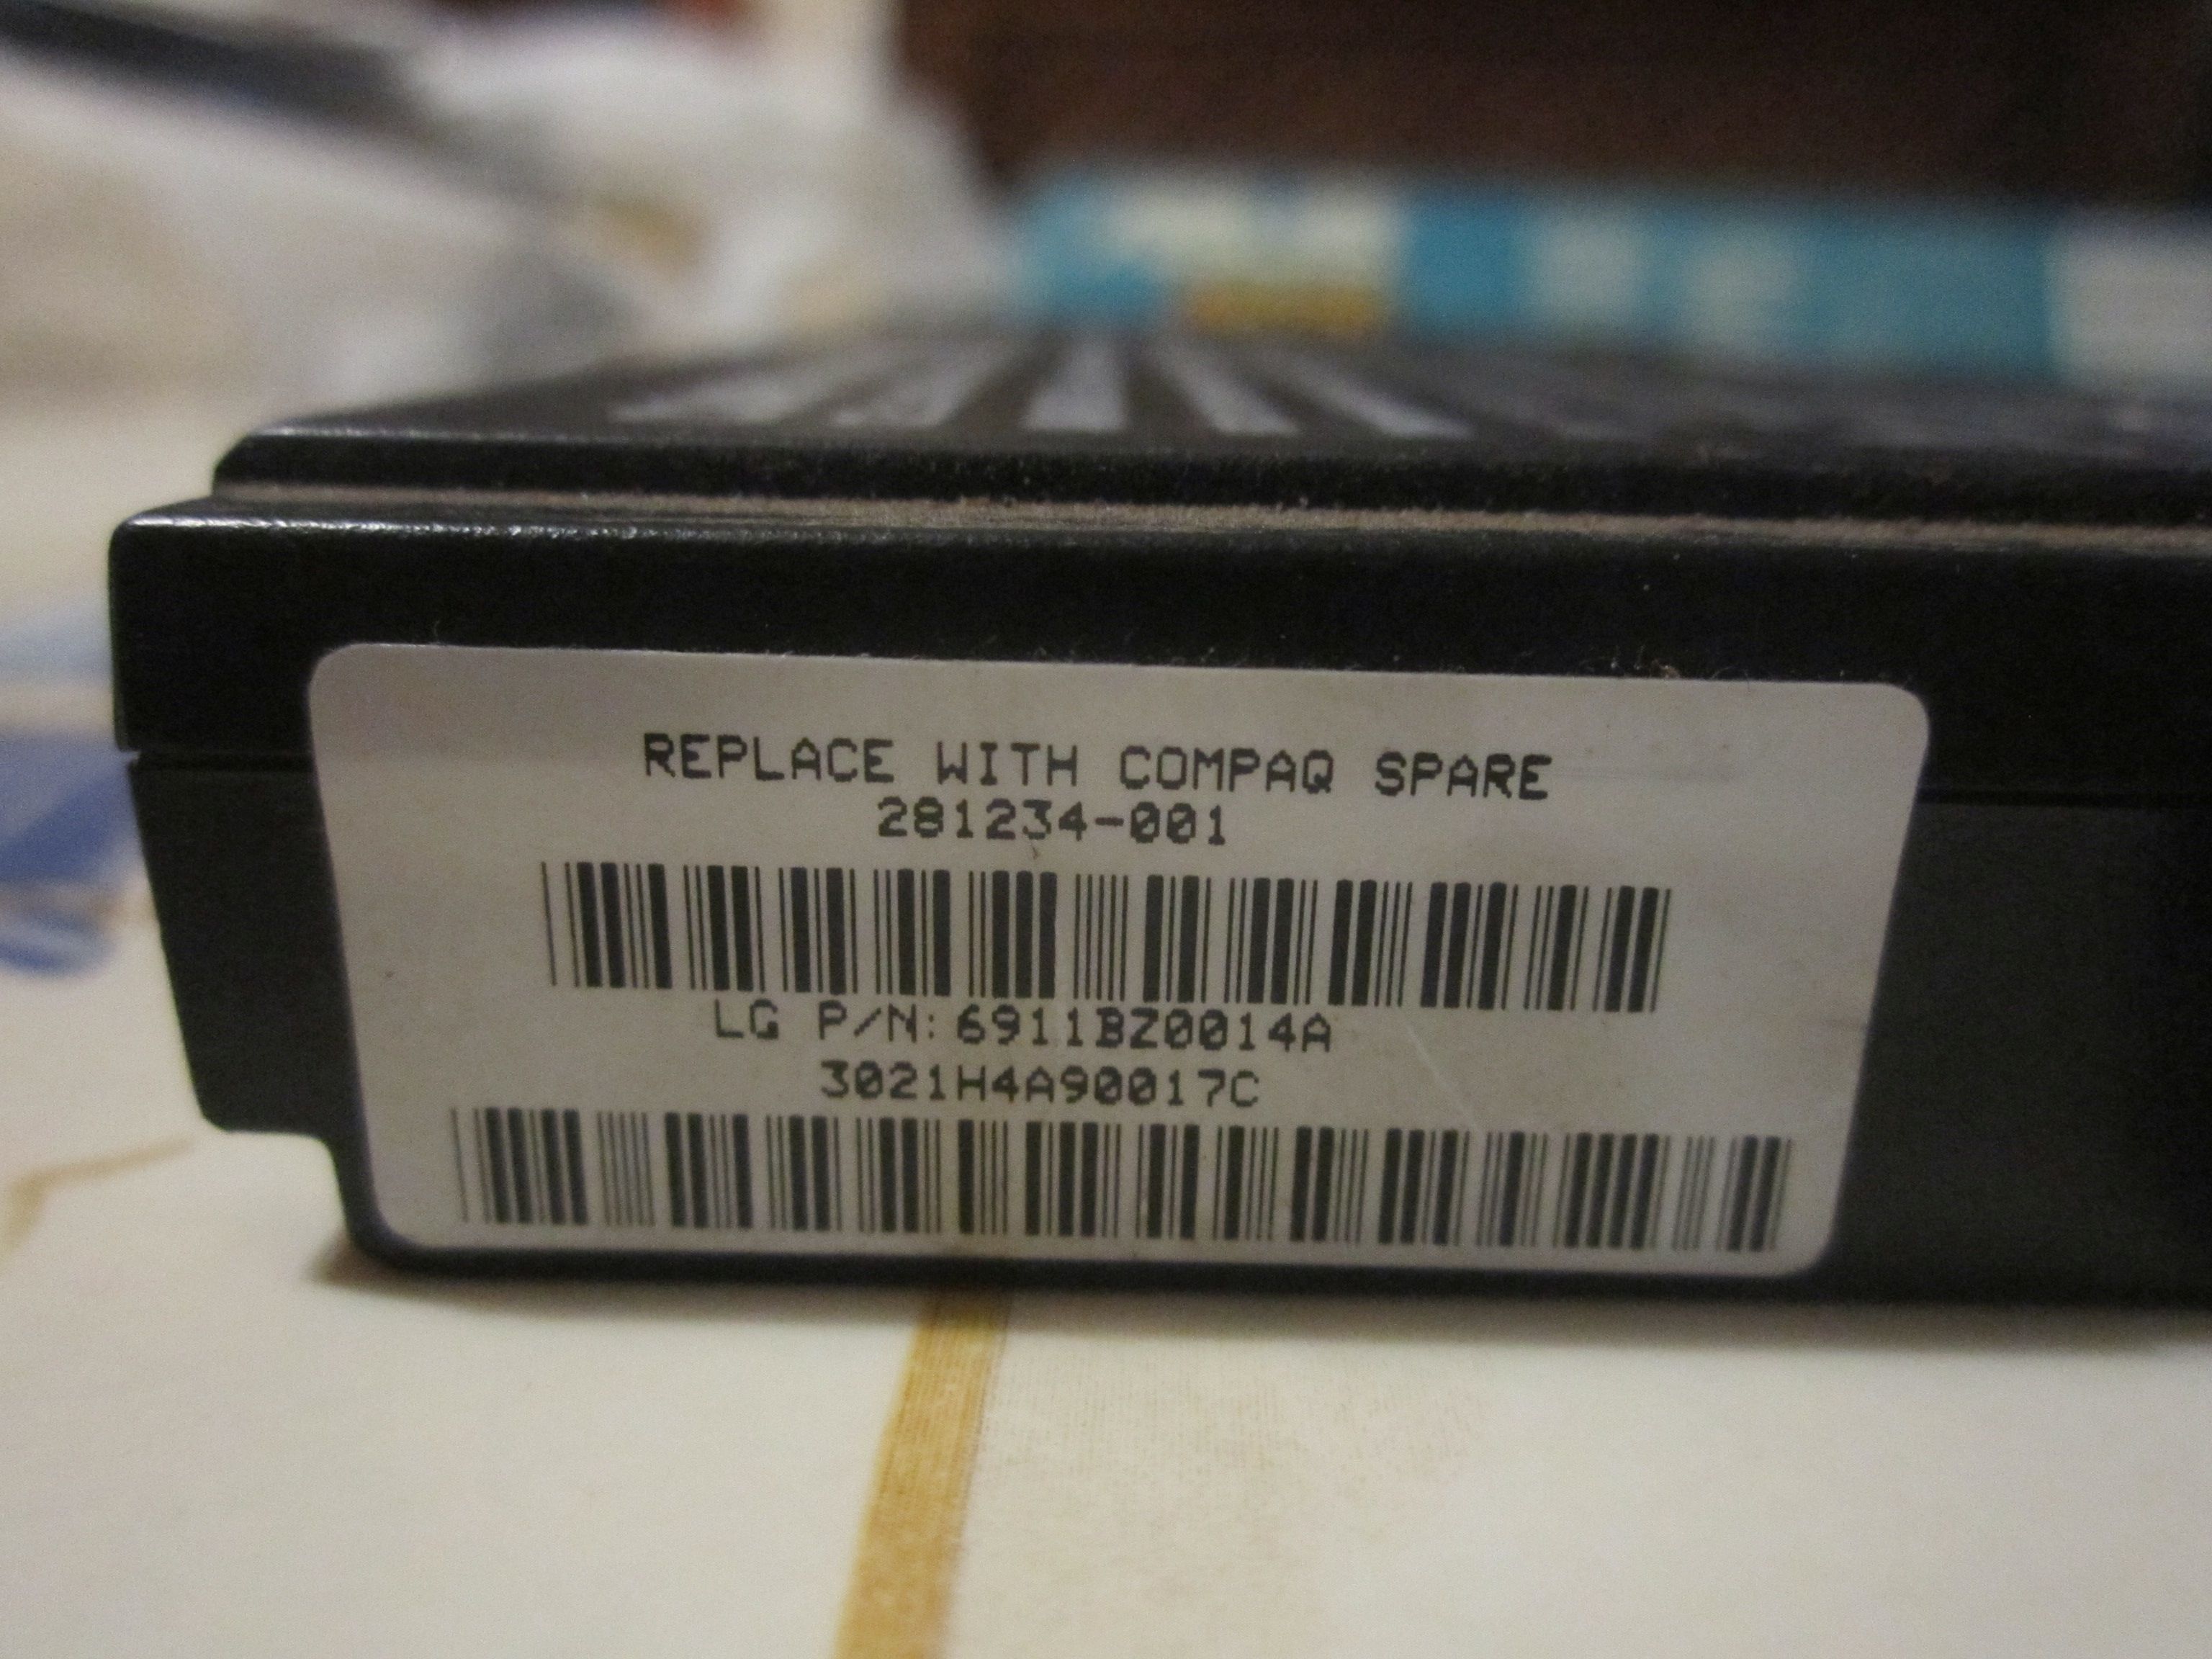 REPLACE WITH COMPAQ SPARE
281234-001
LG P/N: 6911BZ0014A
3021H4A90017C